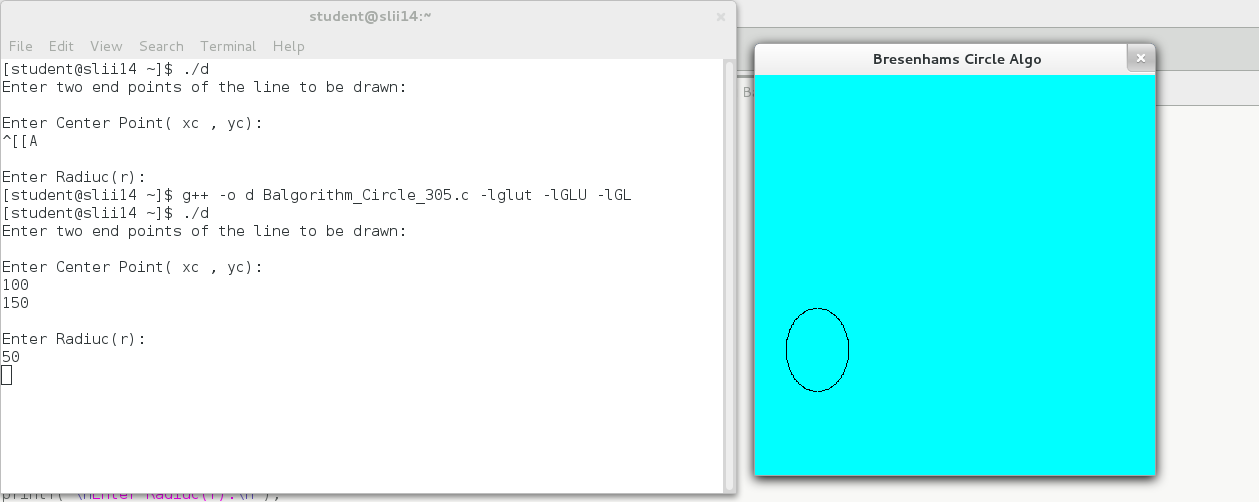 student@slii14:~
File Edit View Search Terminal Help
[student@slii14 ~]$ ./d
Enter two end points of the line to be drawn:
Enter Center Point( xc , yc):
^[[A
Enter Radiuc(r):
[student@slii14 ~]$ g++ -o d Balgorithm_Circle_305.c -lglut -lGLU -lGL
[student@slii14 ~]$ ./d
Enter two end points of the line to be drawn:
Enter Center Point( xc , yc):
100
150
Enter Radiuc(r):
50
printf("\nEnter Radiuc(r):\n");
Bresenhams Circle Algo